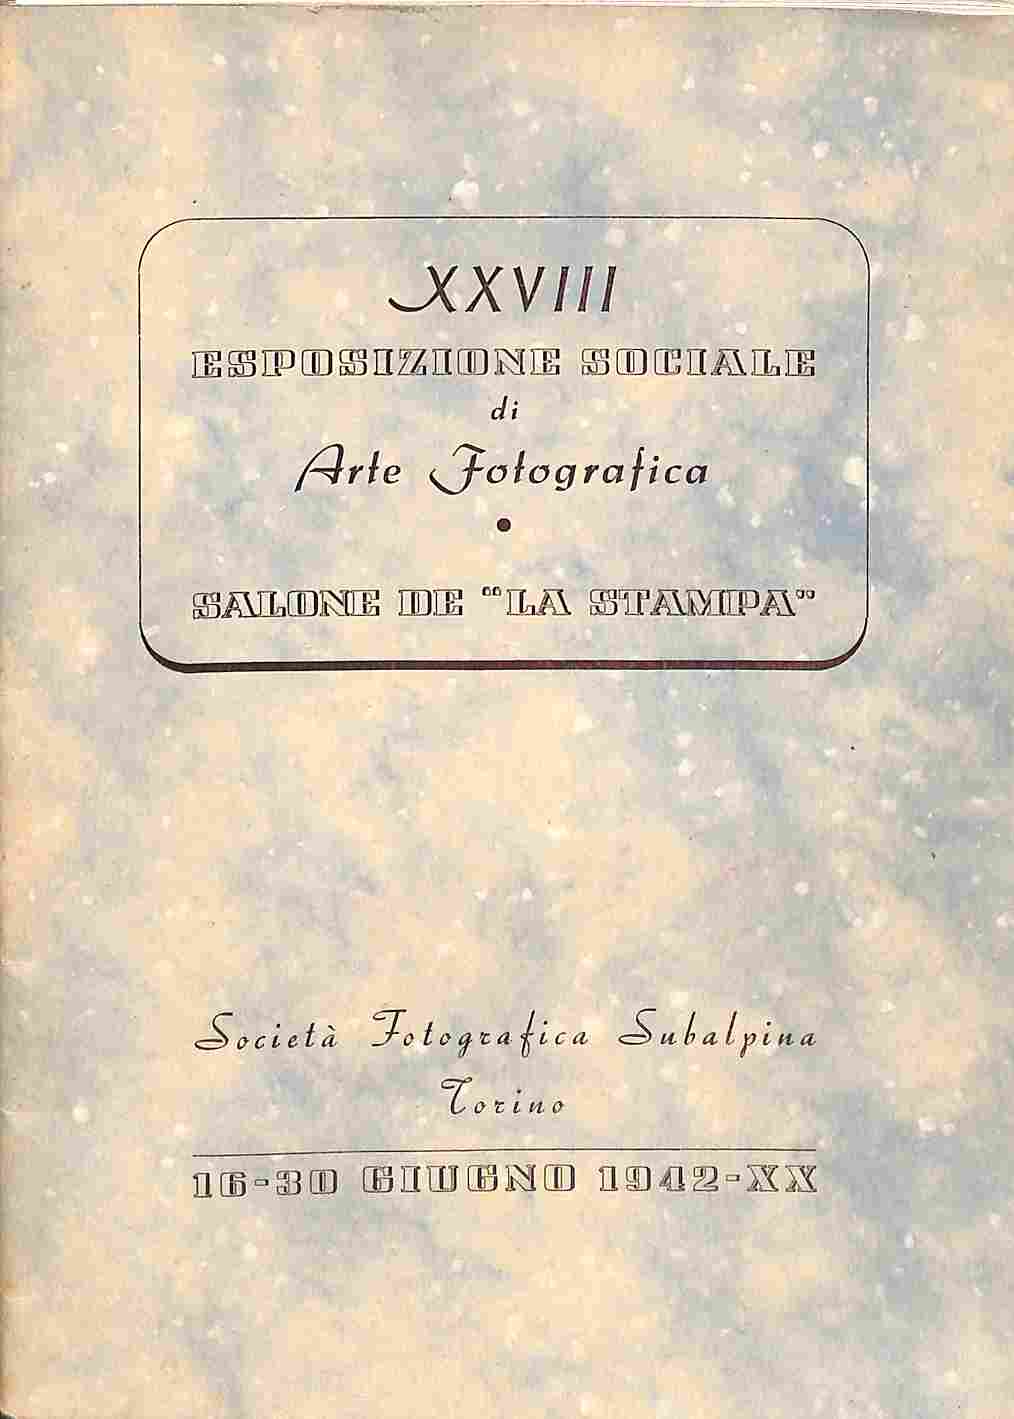 XXVIII
ESPOSIZIONE SOCIALE
di
Arte Fotografica
•
SALONE DE “LA STAMPA”
Società Fotografica Subalpina
Torino
16-30 GIUGNO 1942-XX